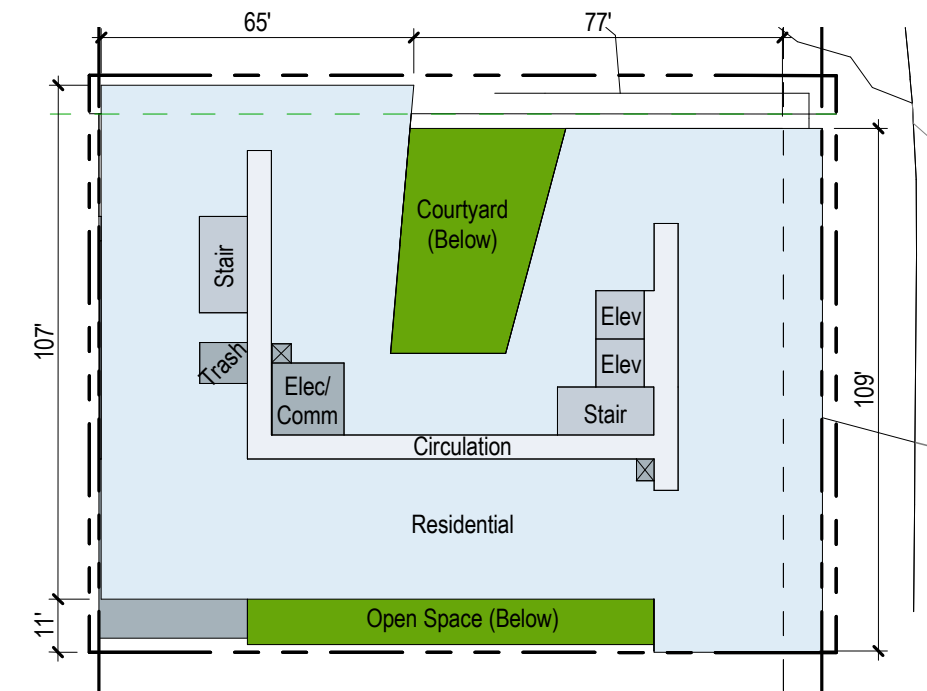 65'
77'
Courtyard
(Below)
Stair
Elev
Trash
Elev
107'
Elec/
Comm
109'
Stair
Circulation
Residential
Open Space (Below)
11'